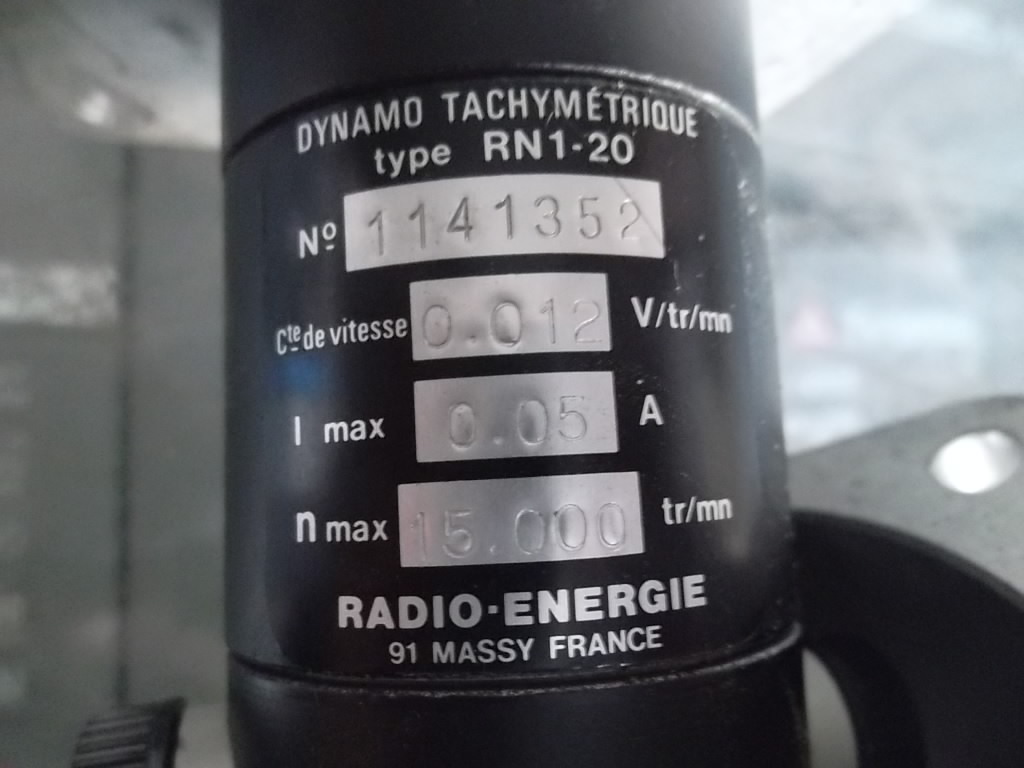 DYNAMO TACHYMÉTRIQUE
type RN1-20
Nº 1141352
Cte de vitesse 0.012 V/tr/mn
I max 0.05 A
n max 15.000 tr/mn
RADIO-ENERGIE
91 MASSY FRANCE